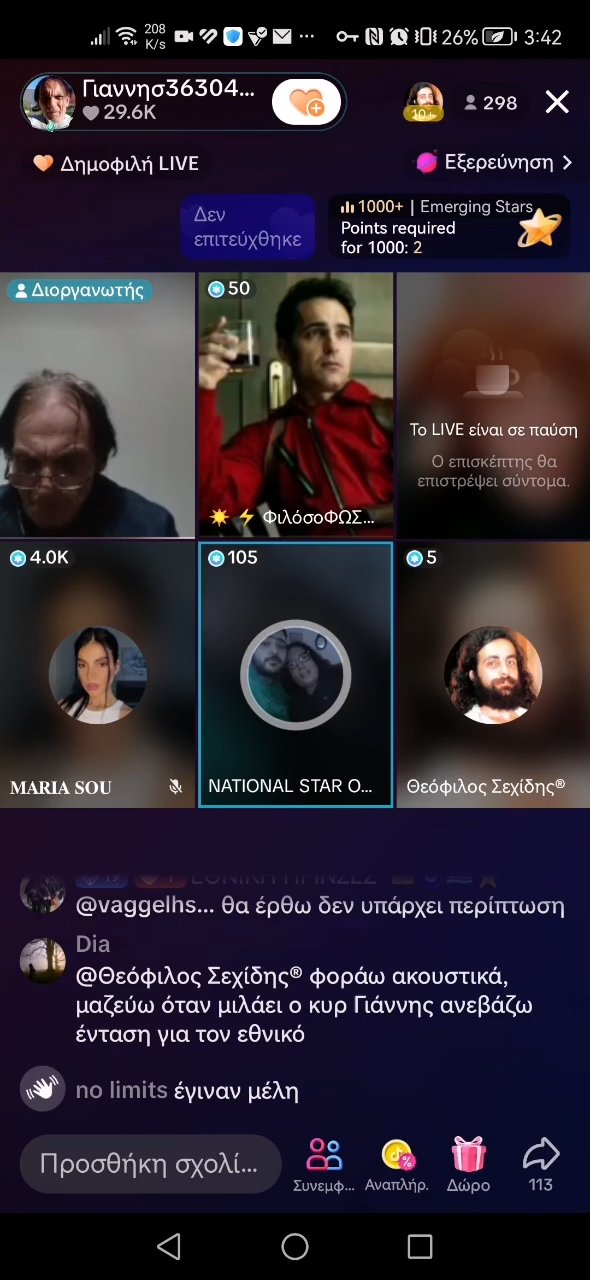 208
K/s
26%
3:42
Γιαννησ36304...
29.6K
10+
298
Δημοφιλή LIVE
Εξερεύνηση
Δεν
επιτεύχθηκε
1000+ | Emerging Stars
Points required
for 1000: 2
Διοργανωτής
50
ΦιλόσοΦΩΣ...
Το LIVE είναι σε παύση
Ο επισκέπτης θα
επιστρέψει σύντομα.
4.0K
MARIA SOU
105
NATIONAL STAR O...
5
Θεόφιλος Σεχίδης®
@vaggelhs... θα έρθω δεν υπάρχει περίπτωση
Dia
@Θεόφιλος Σεχίδης® φοράω ακουστικά,
μαζεύω όταν μιλάει ο κυρ Γιάννης ανεβάζω
ένταση για τον εθνικό
no limits έγιναν μέλη
Προσθήκη σχολί...
Συνεμφ...
Αναπλήρ.
Δώρο
113